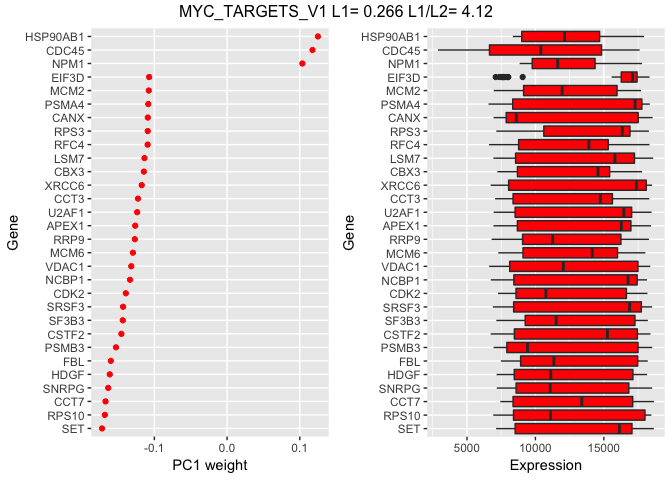 MYC_TARGETS_V1 L1= 0.266 L1/L2= 4.12
Gene
HSP90AB1
CDC45
NPM1
EIF3D
MCM2
PSMA4
CANX
RPS3
RFC4
LSM7
CBX3
XRCC6
CCT3
U2AF1
APEX1
RRP9
MCM6
VDAC1
NCBP1
CDK2
SRSF3
SF3B3
CSTF2
PSMB3
FBL
HDGF
SNRPG
CCT7
RPS10
SET
-0.1 0.0 0.1
PC1 weight
Gene
HSP90AB1
CDC45
NPM1
EIF3D
MCM2
PSMA4
CANX
RPS3
RFC4
LSM7
CBX3
XRCC6
CCT3
U2AF1
APEX1
RRP9
MCM6
VDAC1
NCBP1
CDK2
SRSF3
SF3B3
CSTF2
PSMB3
FBL
HDGF
SNRPG
CCT7
RPS10
SET
5000 10000 15000
Expression